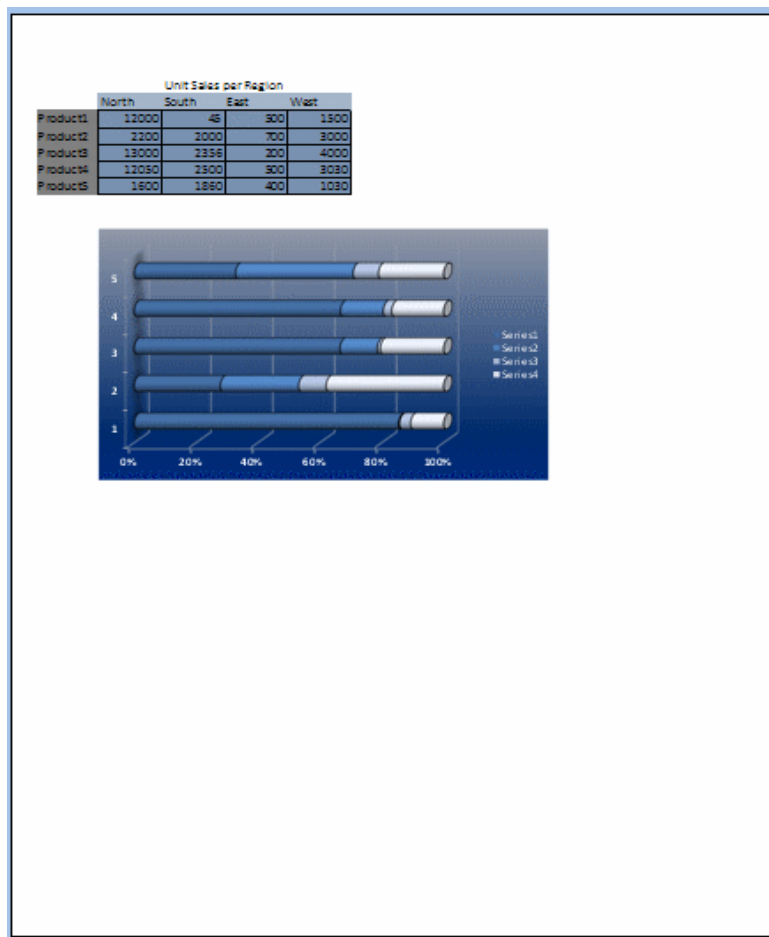 Unit Sales per Region
North South East West
Product1 12000 45 500 1500
Product2 2200 2000 700 3000
Product3 13000 2356 200 4000
Product4 12050 2500 500 3030
Product5 1600 1860 400 1030
5
4
3
2
1
0% 20% 40% 60% 80% 100%
Series1
Series2
Series3
Series4